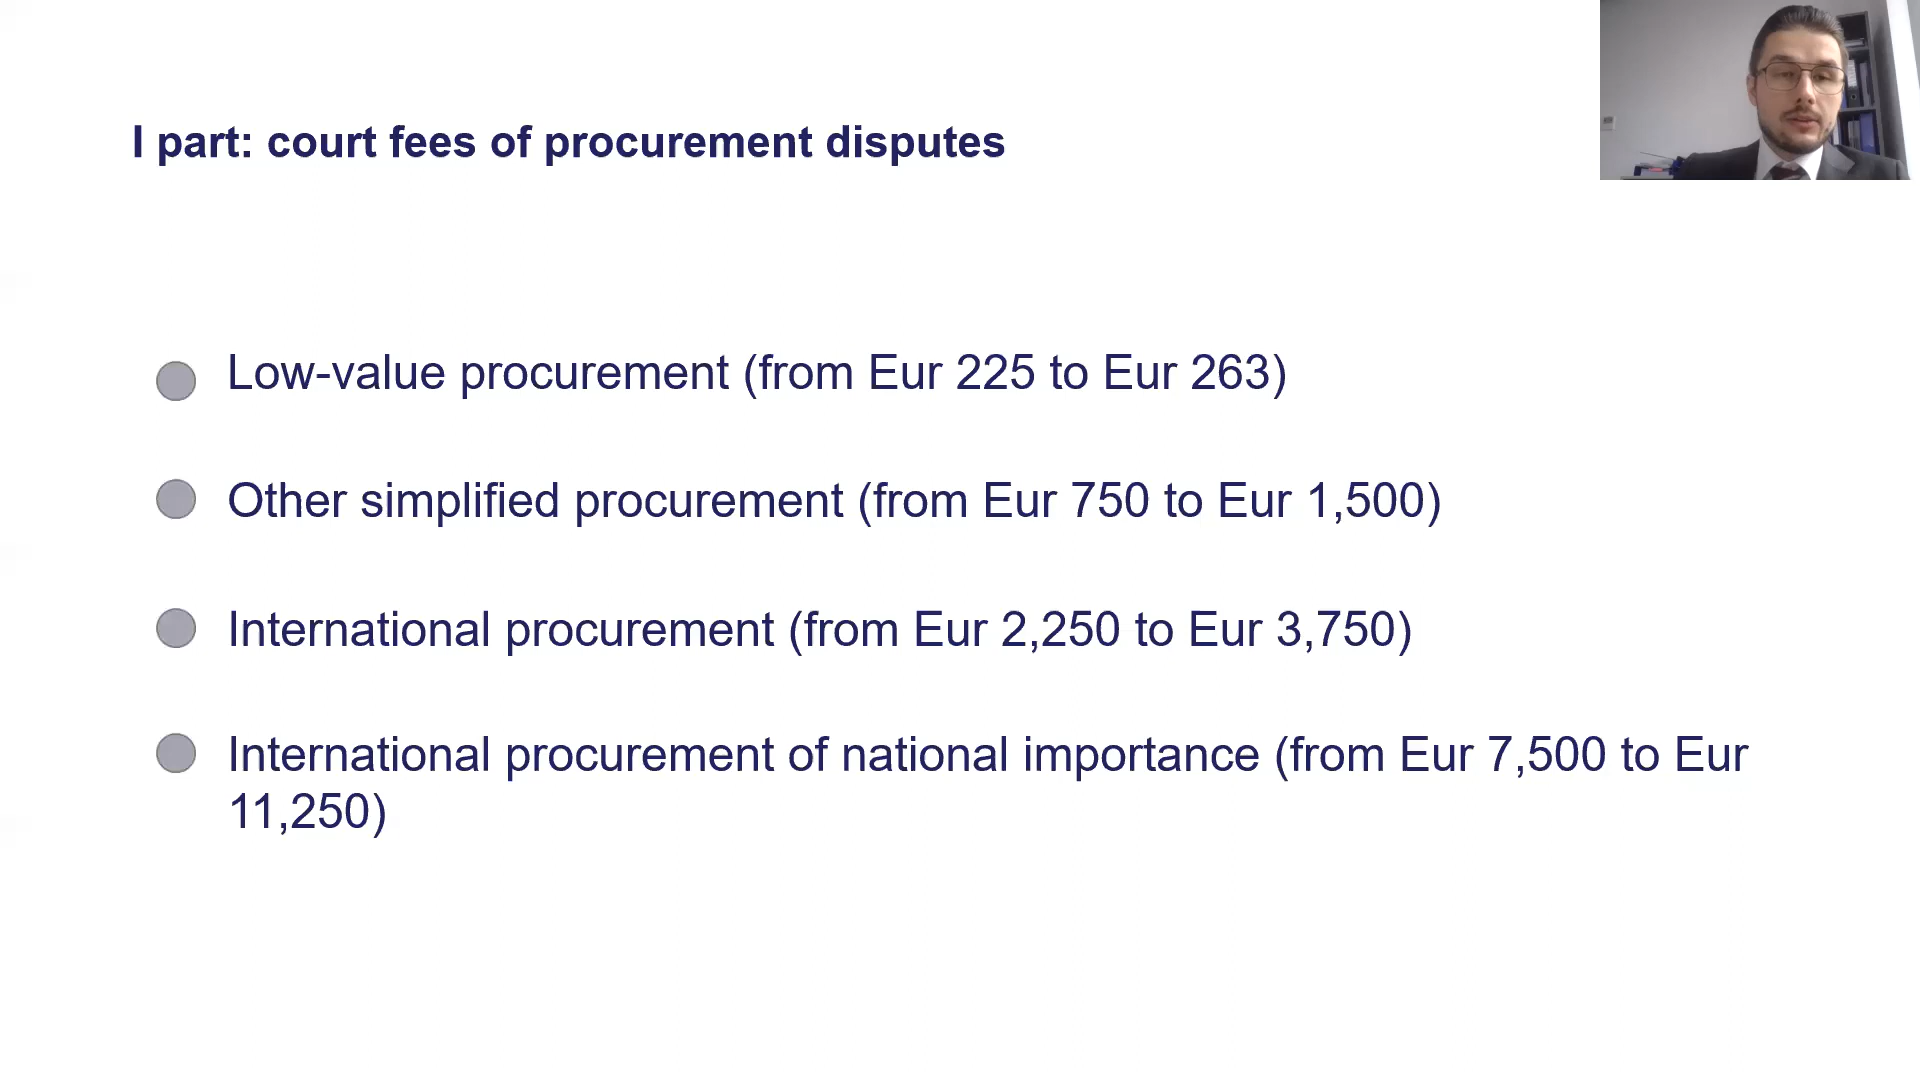 I part: court fees of procurement disputes
Low-value procurement (from Eur 225 to Eur 263)
Other simplified procurement (from Eur 750 to Eur 1,500)
International procurement (from Eur 2,250 to Eur 3,750)
International procurement of national importance (from Eur 7,500 to Eur
11,250)